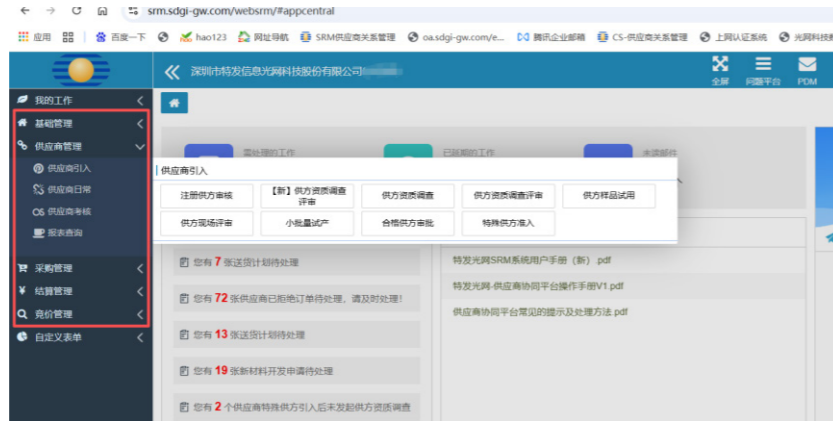 srm.sdgi-gw.com/websrm/#appcentral
应用 百度一下 hao123 网址导航 SRM供应商关系管理 oa.sdgi-gw.com/e... 腾讯企业邮箱 CS-供应商关系管理 上网认证系统 光网科技
深圳市特发信息光网科技股份有限公司
全屏 问题平台 PDM
我的工作
基础管理
供应商管理
供应商引入
供应商日常
供应商考核
报表查询
采购管理
结算管理
竞价管理
自定义表单
需处理的工作 已延期的工作 未读邮件
供应商引入
注册供方审核 【新】供方资质调查评审 供方资质调查 供方资质调查评审 供方样品试用
供方现场评审 小批量试产 合格供方审批 特殊供方准入
您有 7 张送货计划待处理
您有 72 张供应商已拒绝订单待处理，请及时处理！
您有 13 张送货计划待处理
您有 19 张新材料开发申请待处理
您有 2 个供应商特殊供方引入后未发起供方资质调查
特发光网SRM系统用户手册（新）.pdf
特发光网-供应商协同平台操作手册V1.pdf
供应商协同平台常见的提示及处理方法.pdf